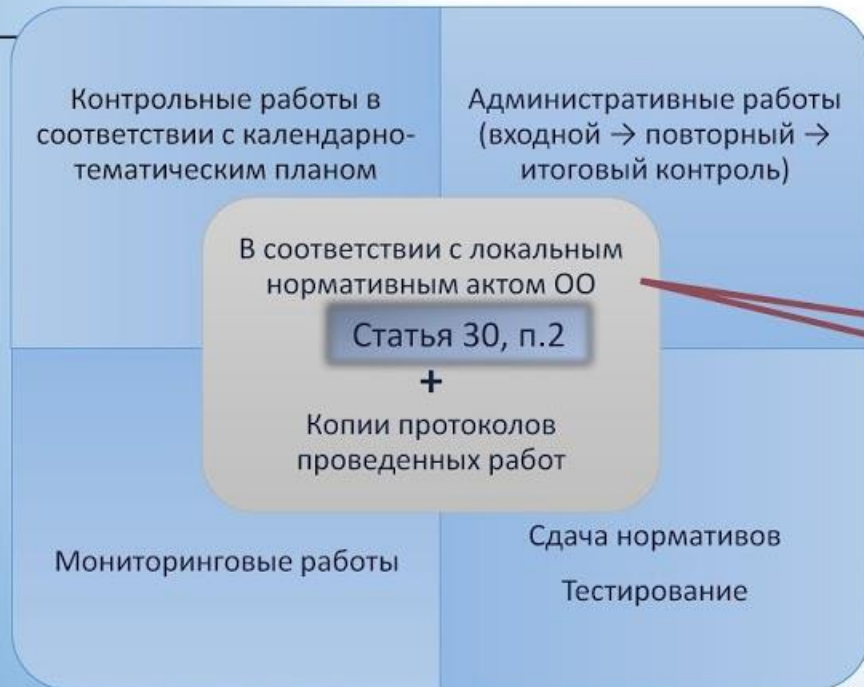 Контрольные работы в
соответствии с календарно-
тематическим планом
Административные работы
(входной → повторный →
итоговый контроль)
В соответствии с локальным
нормативным актом ОО
Статья 30, п.2
+
Копии протоколов
проведенных работ
Мониторинговые работы
Сдача нормативов
Тестирование